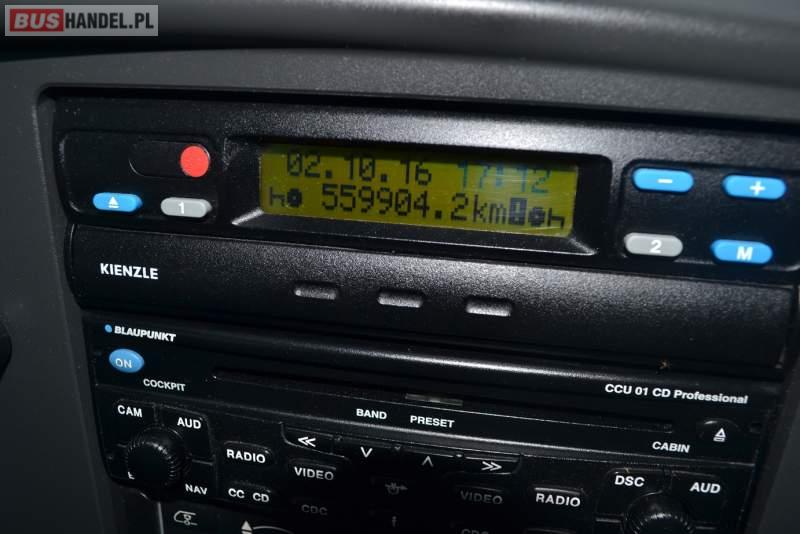 BUSHANDEL.PL
02.10.16 17:12
h 559904.2km h
1
- +
2 M
KIENZLE
BLAUPUNKT
ON
COCKPIT
CCU 01 CD Professional
BAND PRESET
CABIN
CAM AUD
RADIO VIDEO
NAV CC CD CDC
VIDEO RADIO
DSC AUD